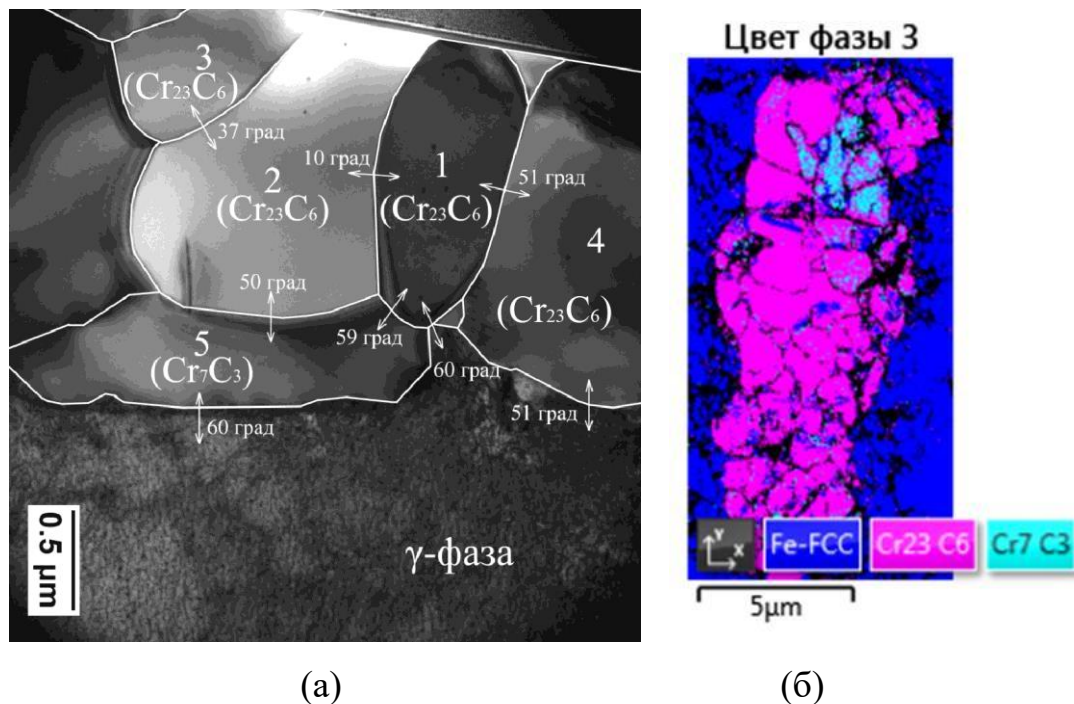 Цвет фазы 3
3
(Cr23C6)
37 град
10 град
1
(Cr23C6)
51 град
2
(Cr23C6)
4
(Cr23C6)
50 град
59 град
5
(Cr7C3)
60 град
60 град
51 град
0.5 μm
γ-фаза
Y
X
Fe-FCC
Cr23 C6
Cr7 C3
5μm
(а)
(б)